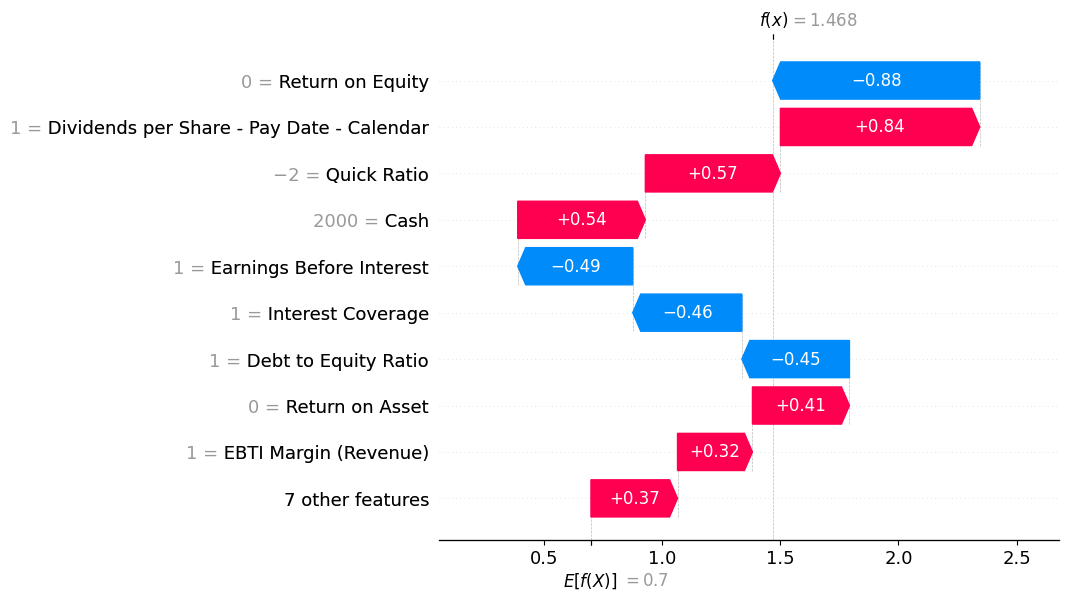 f(x) = 1.468
0 = Return on Equity
−0.88
1 = Dividends per Share - Pay Date - Calendar
+0.84
−2 = Quick Ratio
+0.57
2000 = Cash
+0.54
1 = Earnings Before Interest
−0.49
1 = Interest Coverage
−0.46
1 = Debt to Equity Ratio
−0.45
0 = Return on Asset
+0.41
1 = EBTI Margin (Revenue)
+0.32
7 other features
+0.37
0.5 1.0 1.5 2.0 2.5
E[f(X)] = 0.7